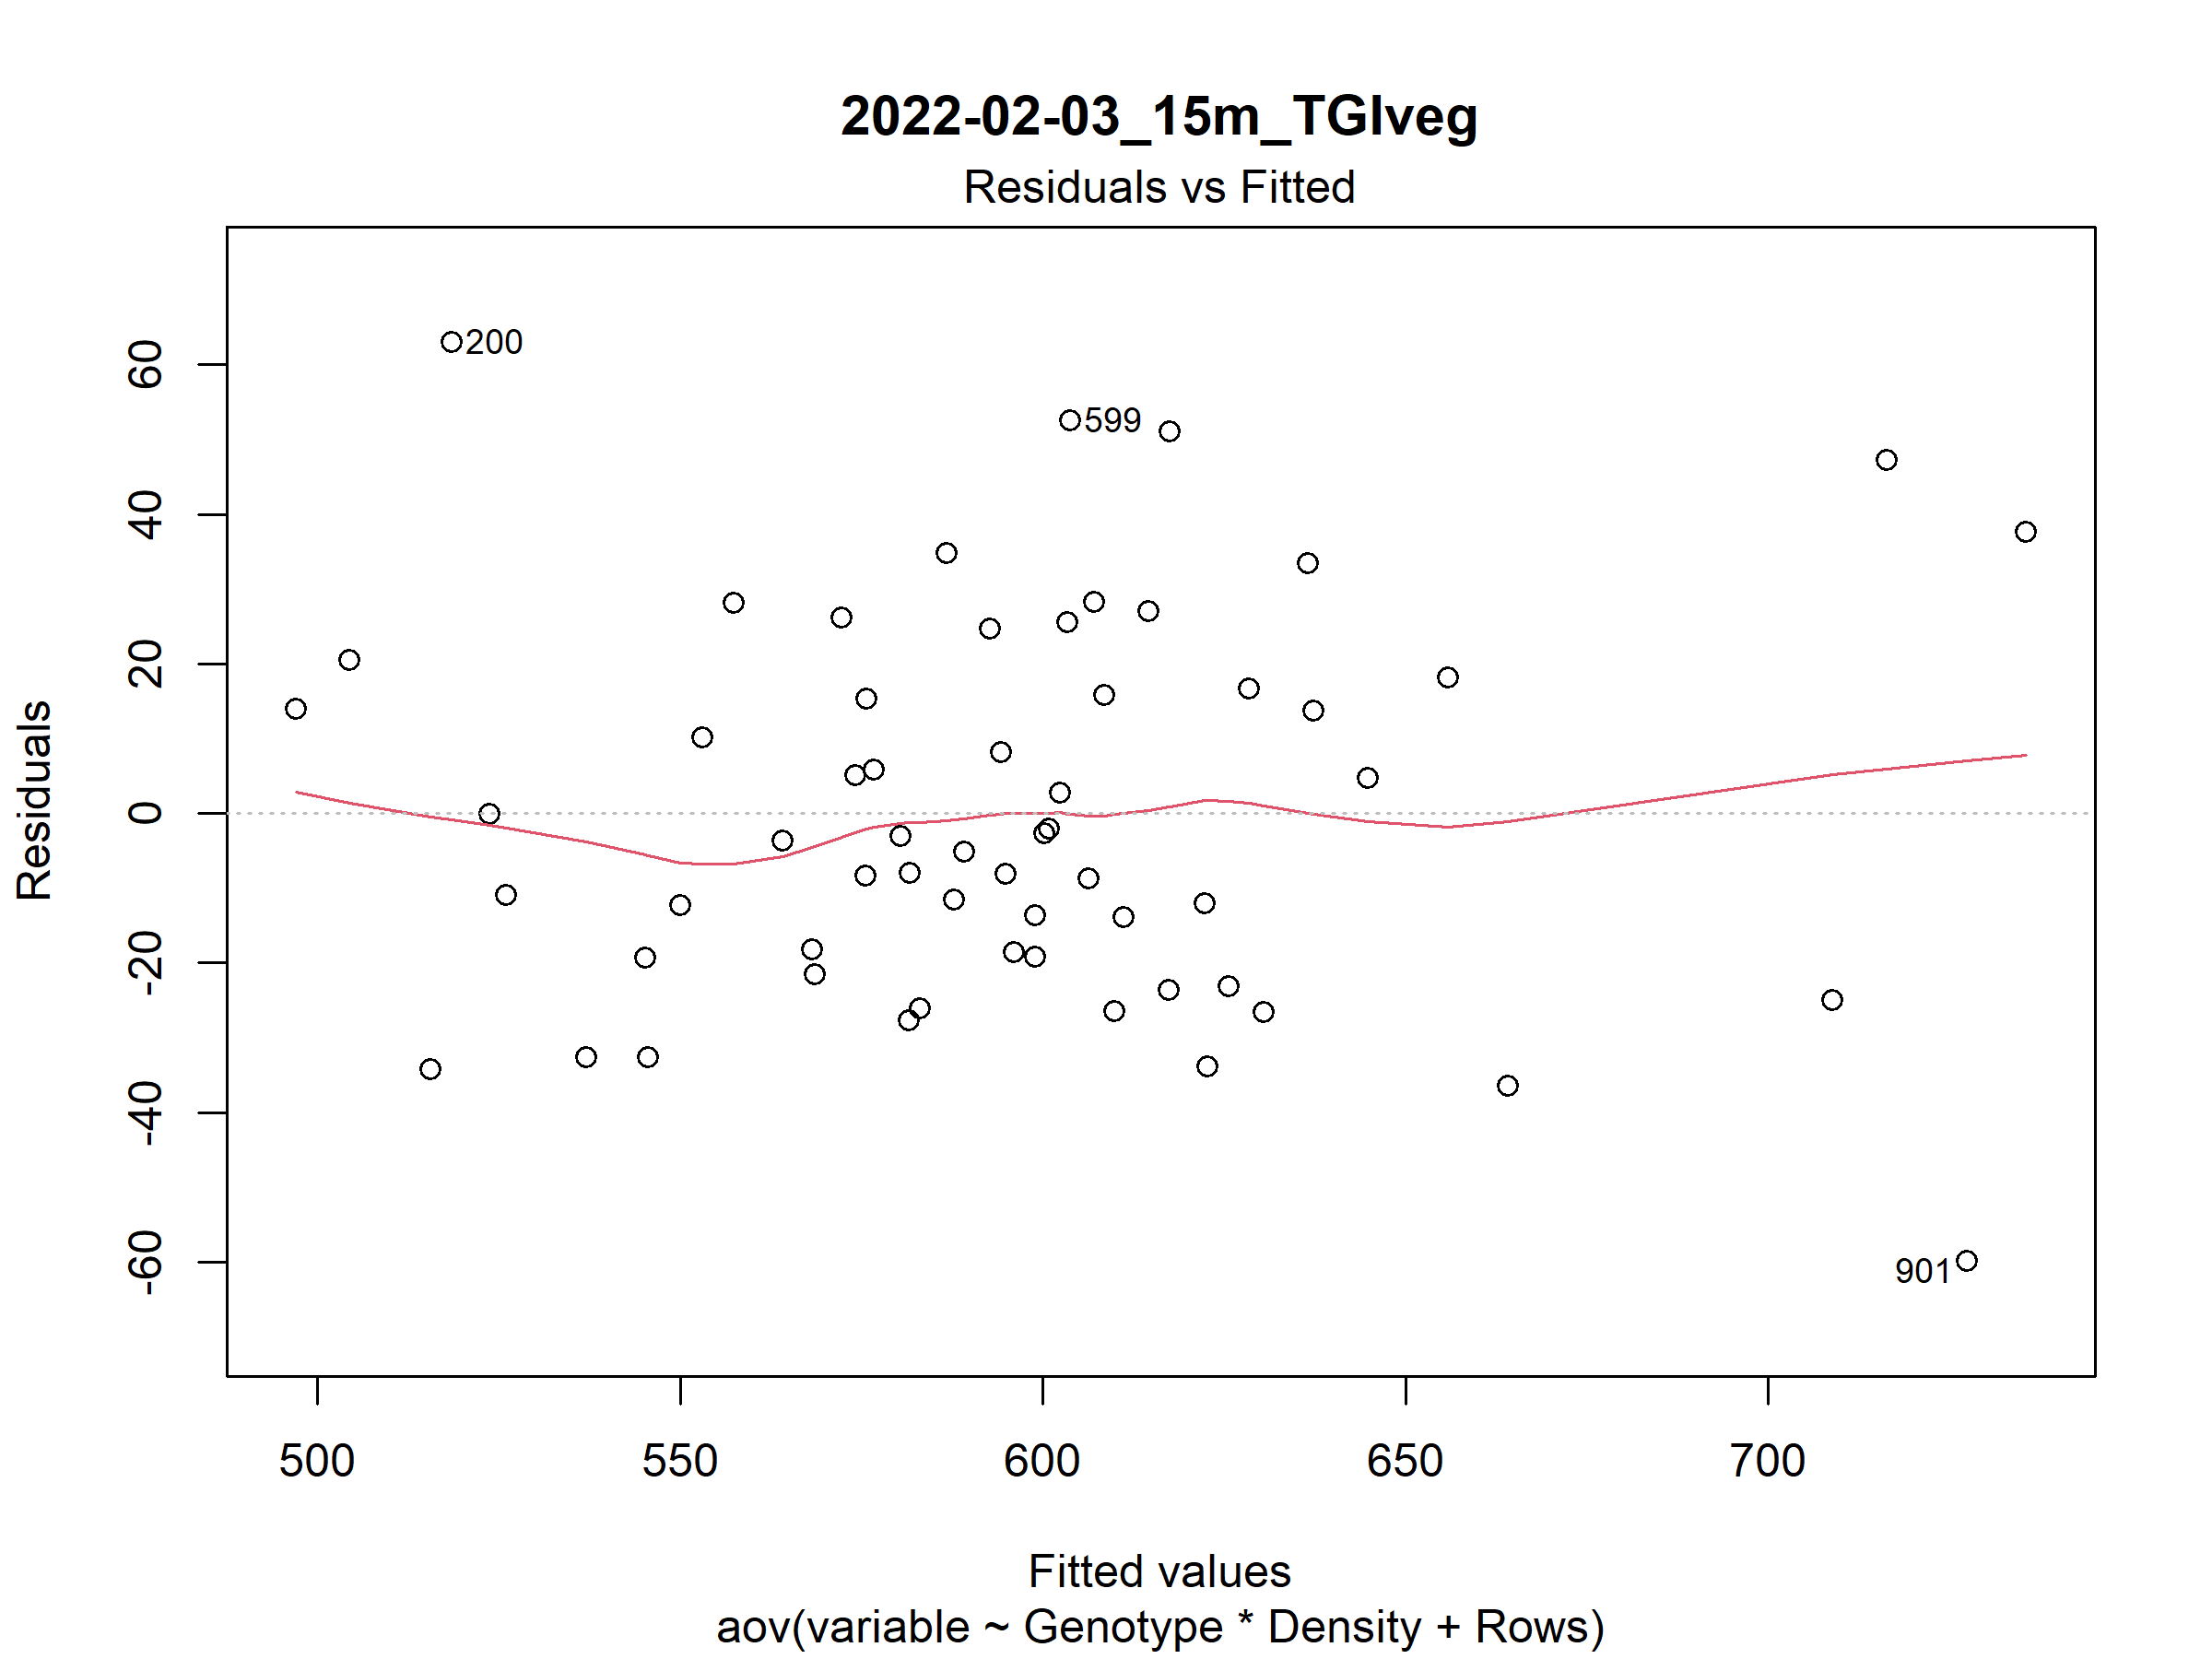 2022-02-03_15m_TGIveg
Residuals vs Fitted
200
599
901
Residuals
60
40
20
0
-20
-40
-60
500 550 600 650 700
Fitted values
aov(variable ~ Genotype * Density + Rows)